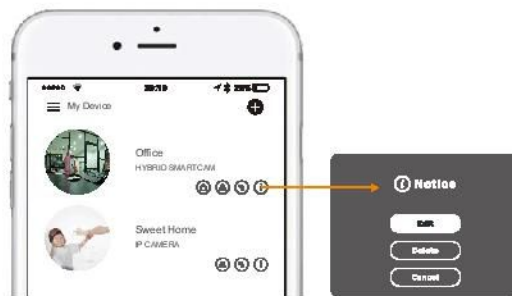 My Device
Office
HYBRID SMARTCAM
Sweet Home
IP CAMERA
Notice
Edit
Delete
Cancel